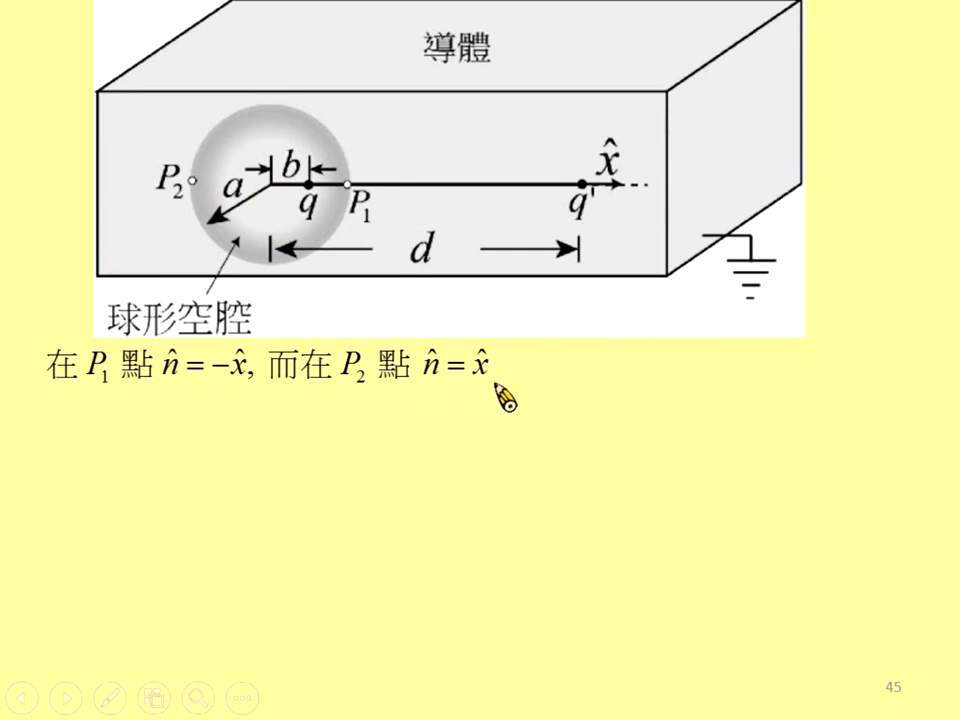 導體
b
x̂
P₂
a
q
P₁
q'
d
球形空腔
在 P₁ 點 n̂ = −x̂, 而在 P₂ 點 n̂ = x̂
45